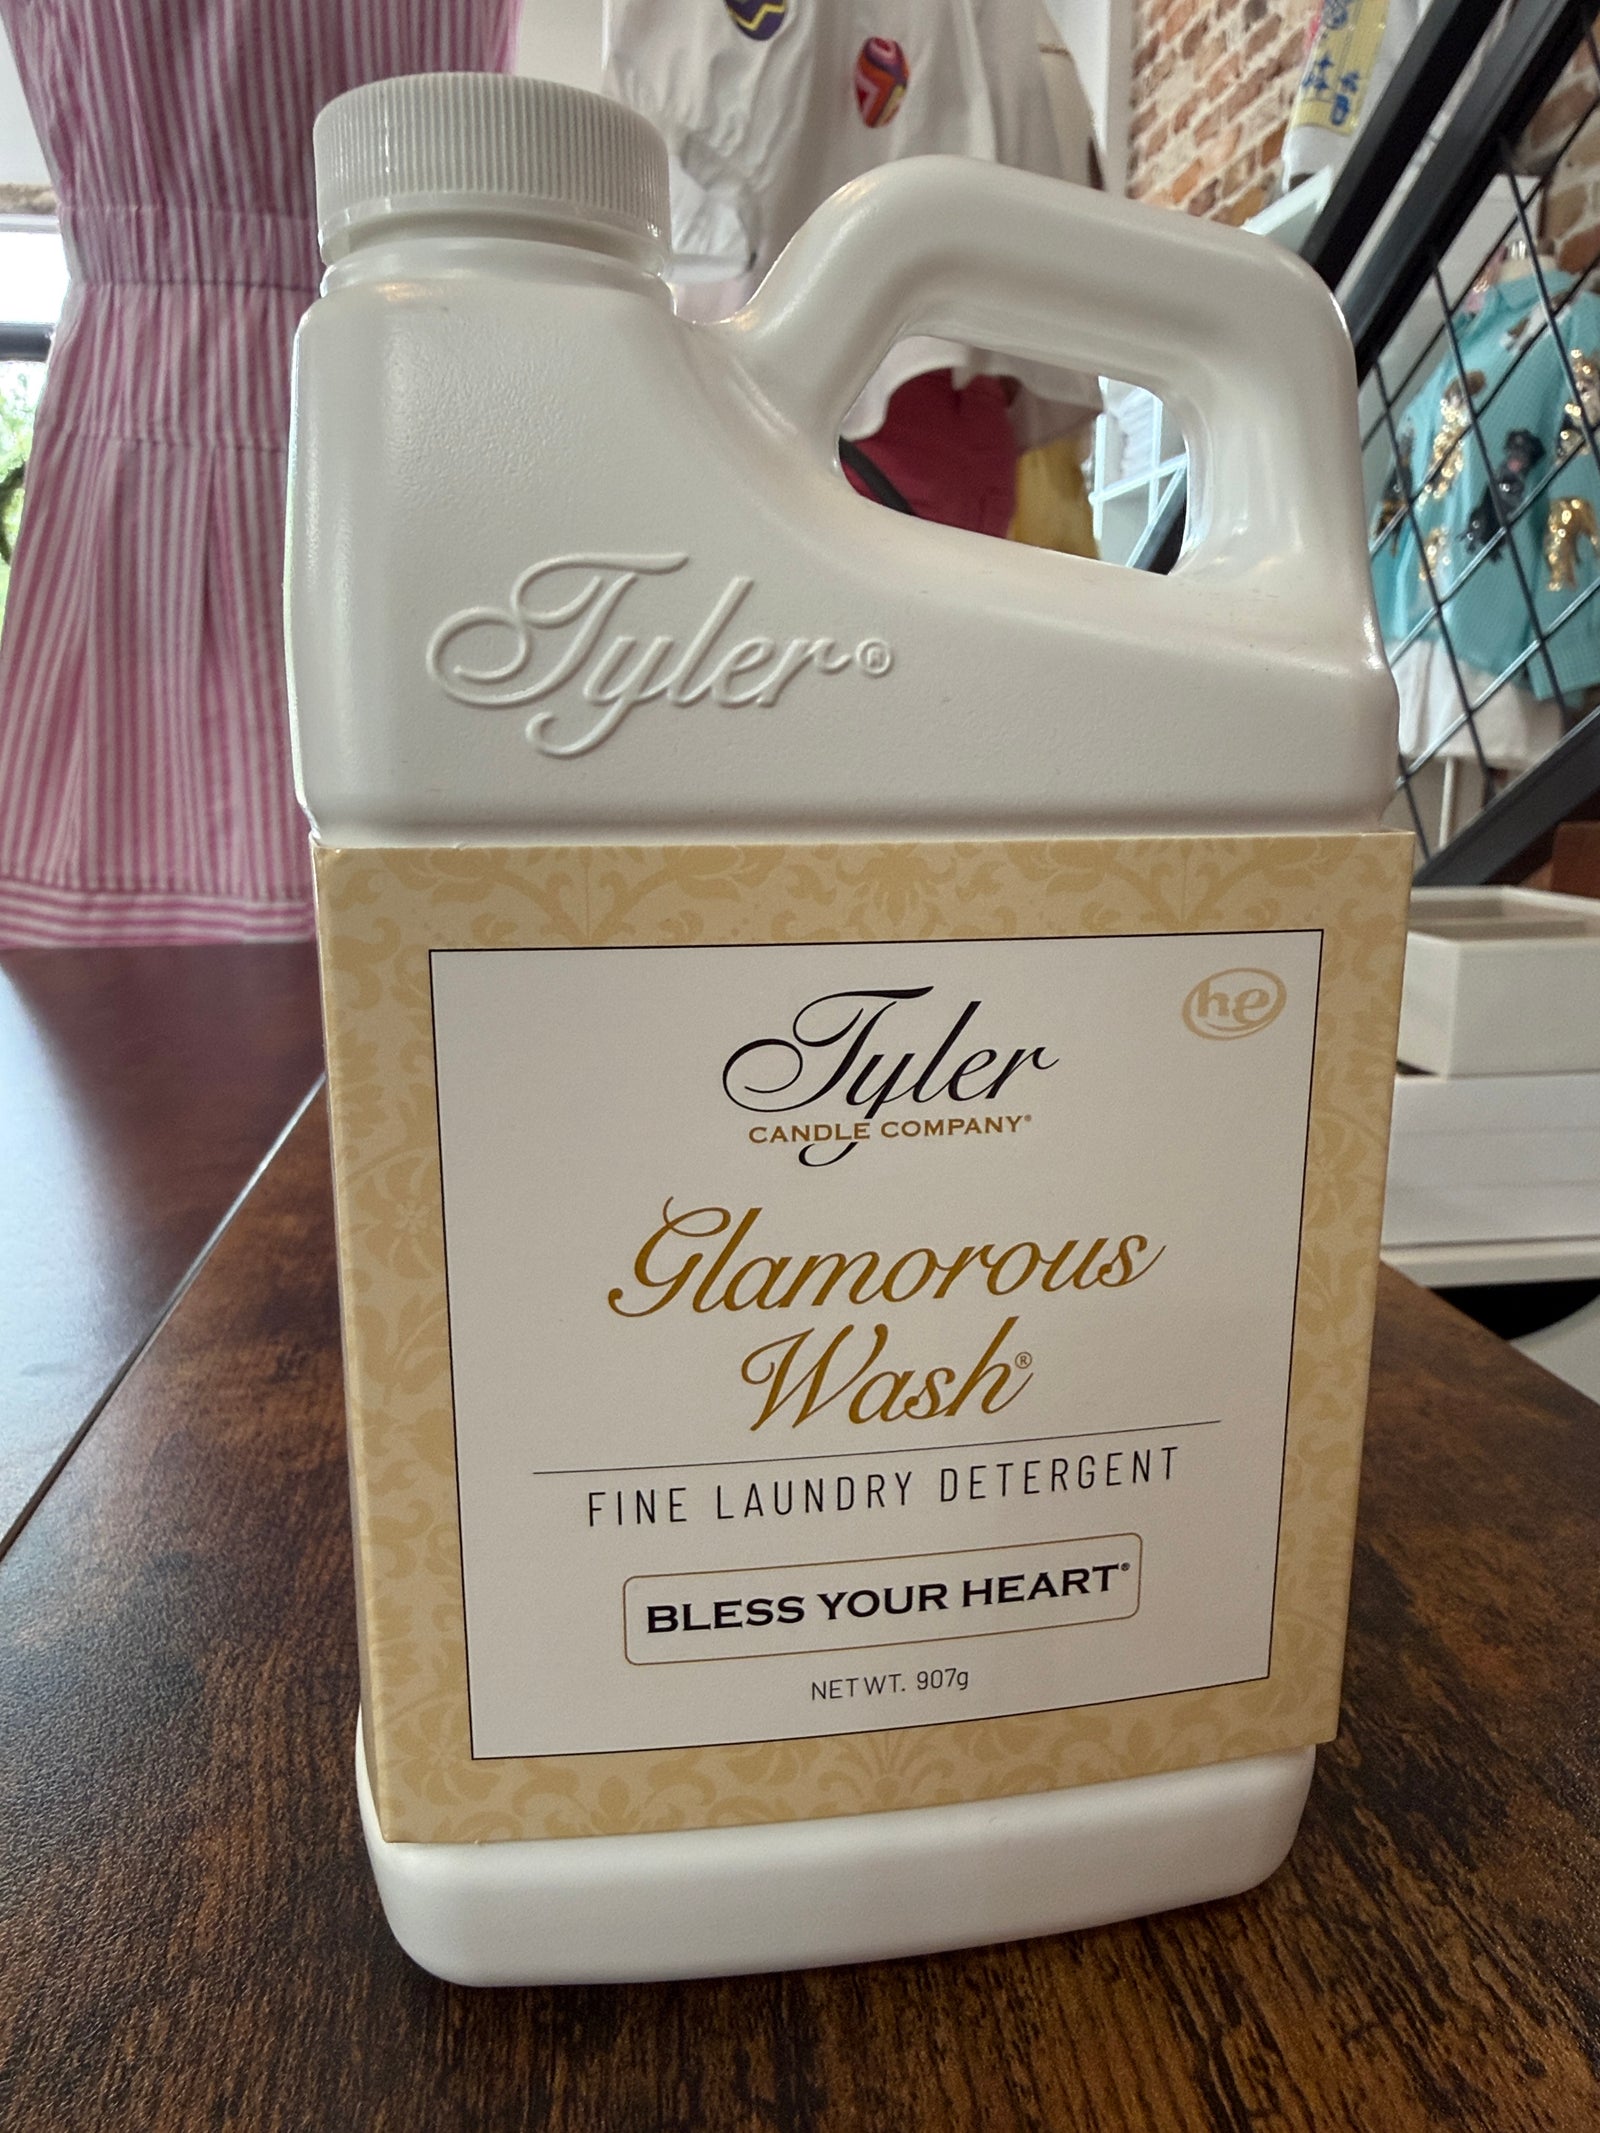 Tyler®
he
Tyler
CANDLE COMPANY®
Glamorous
Wash®
FINE LAUNDRY DETERGENT
BLESS YOUR HEART®
NET WT. 907g